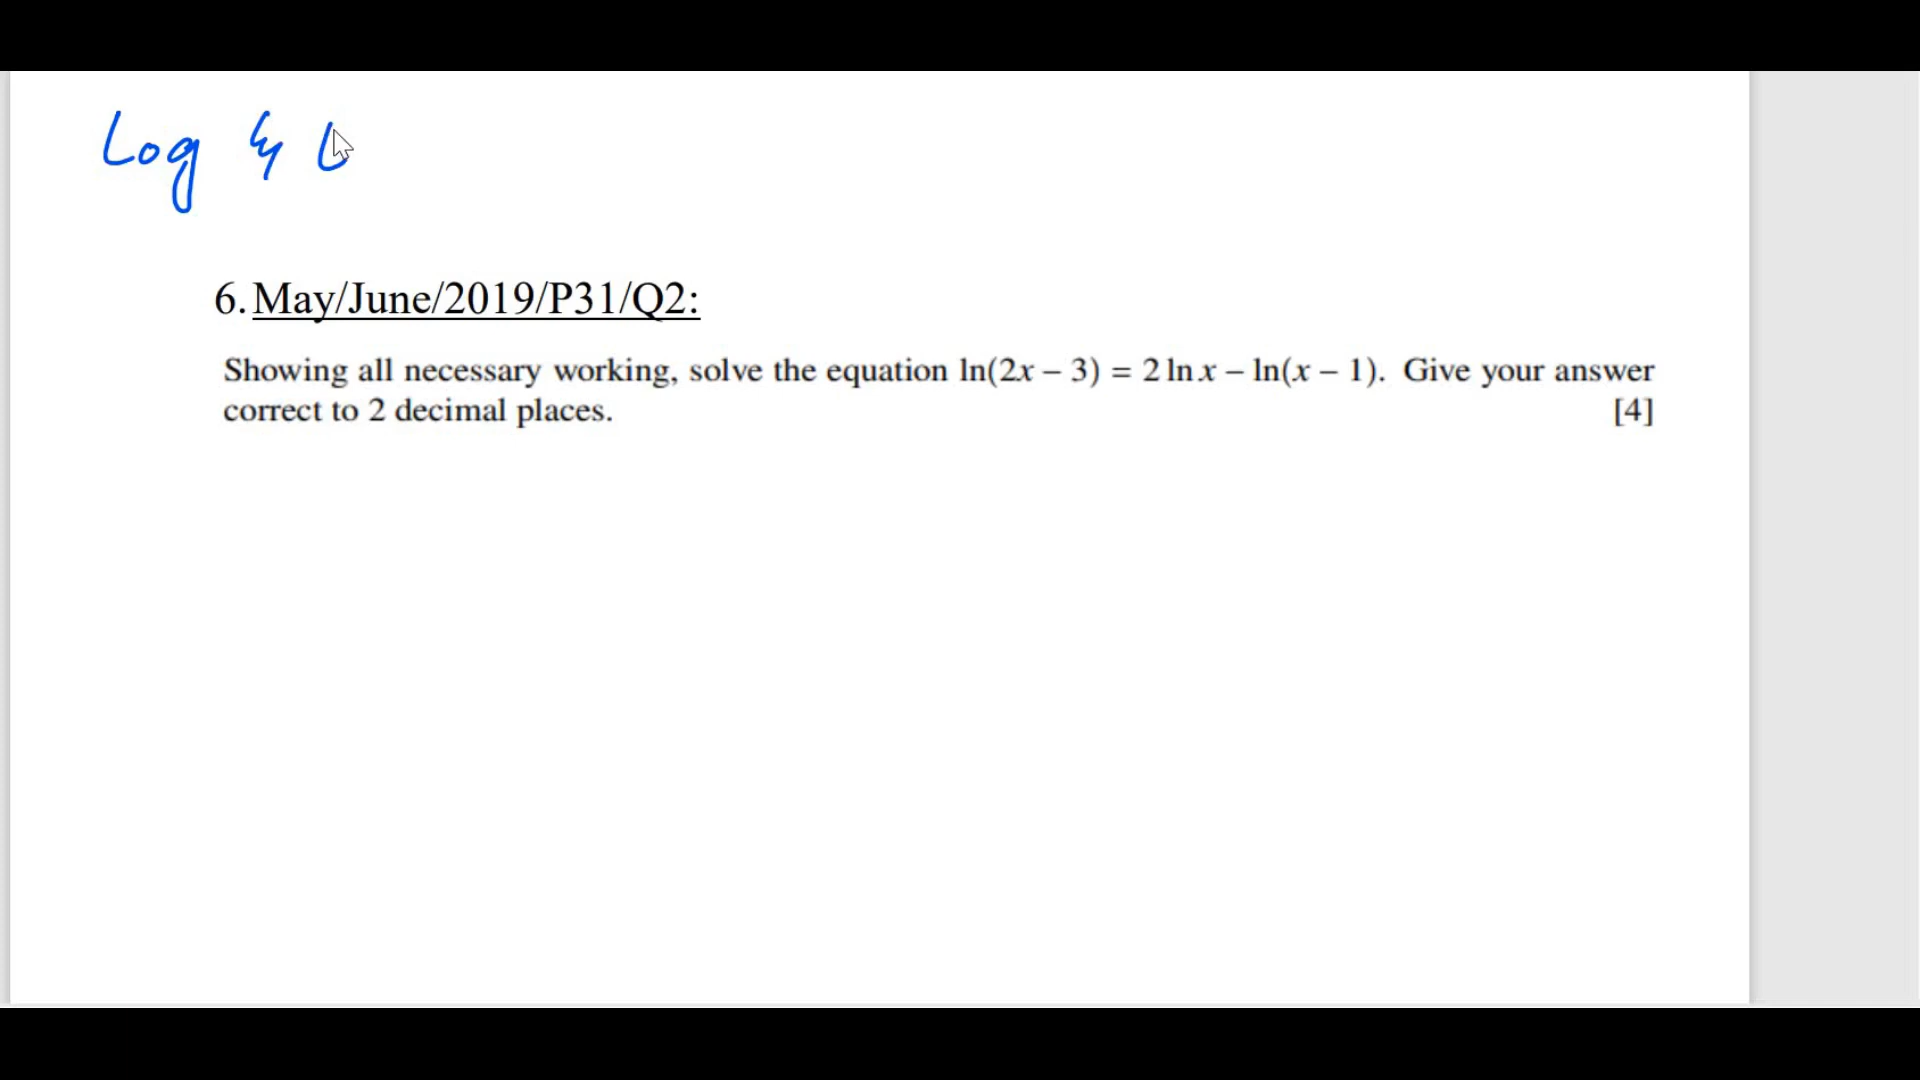 Log &
6. May/June/2019/P31/Q2:
Showing all necessary working, solve the equation ln(2x − 3) = 2 ln x − ln(x − 1). Give your answer
correct to 2 decimal places. [4]